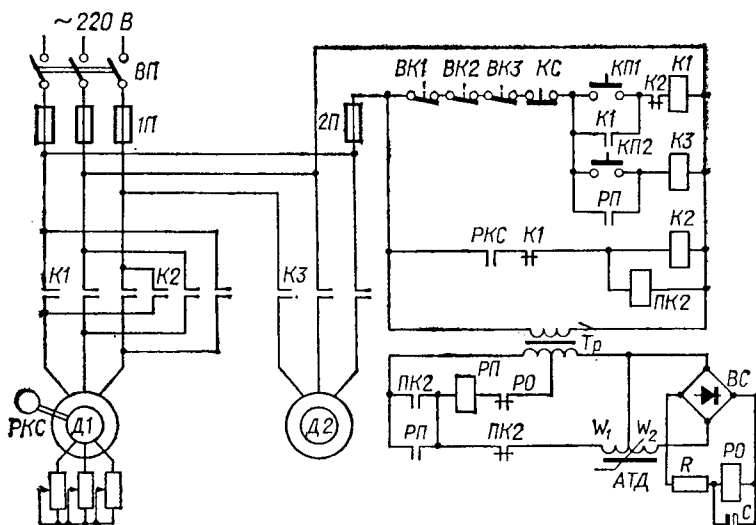 ~220 В
ВП
1П
2П
ВК1 ВК2 ВК3 КС КП1 К2 К1
К1
КП2 К3
РП
РКС К1 К2
ПК2
К1 К2 К3
Тр
ПК2 РП РО ВС
РП ПК2 W1 W2
АТД R РО
С
РКС Д1 Д2